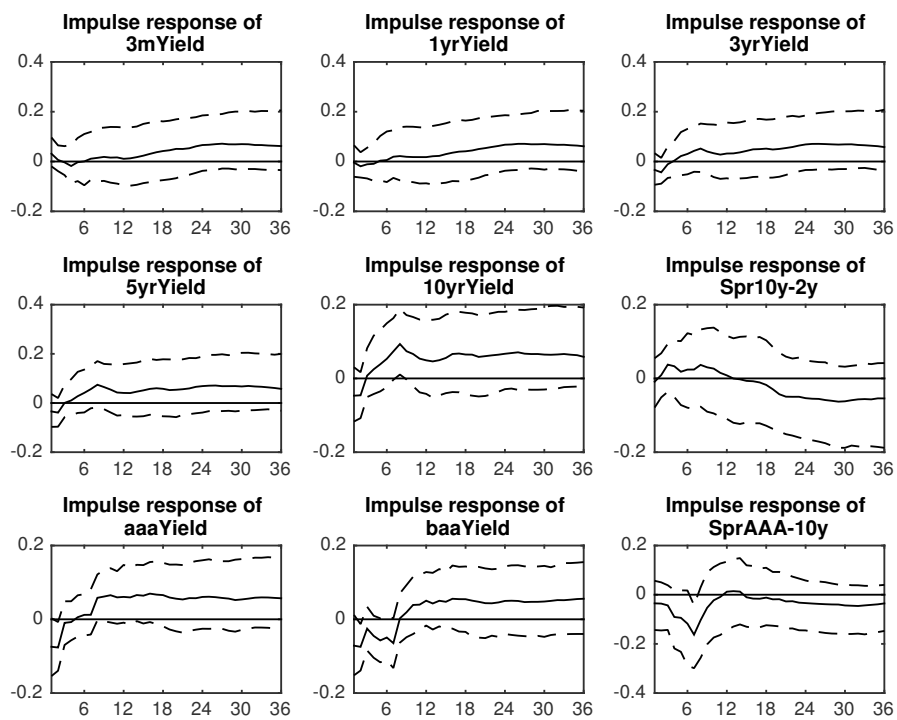 Impulse response of
3mYield
Impulse response of
1yrYield
Impulse response of
3yrYield
0.4
0.2
0
-0.2
6 12 18 24 30 36
0.4
0.2
0
-0.2
6 12 18 24 30 36
0.4
0.2
0
-0.2
6 12 18 24 30 36
Impulse response of
5yrYield
Impulse response of
10yrYield
Impulse response of
Spr10y-2y
0.4
0.2
0
-0.2
6 12 18 24 30 36
0.2
0
-0.2
6 12 18 24 30 36
0.2
0
-0.2
6 12 18 24 30 36
Impulse response of
aaaYield
Impulse response of
baaYield
Impulse response of
SprAAA-10y
0.2
0
-0.2
6 12 18 24 30 36
0.2
0
-0.2
6 12 18 24 30 36
0.2
0
-0.2
-0.4
6 12 18 24 30 36